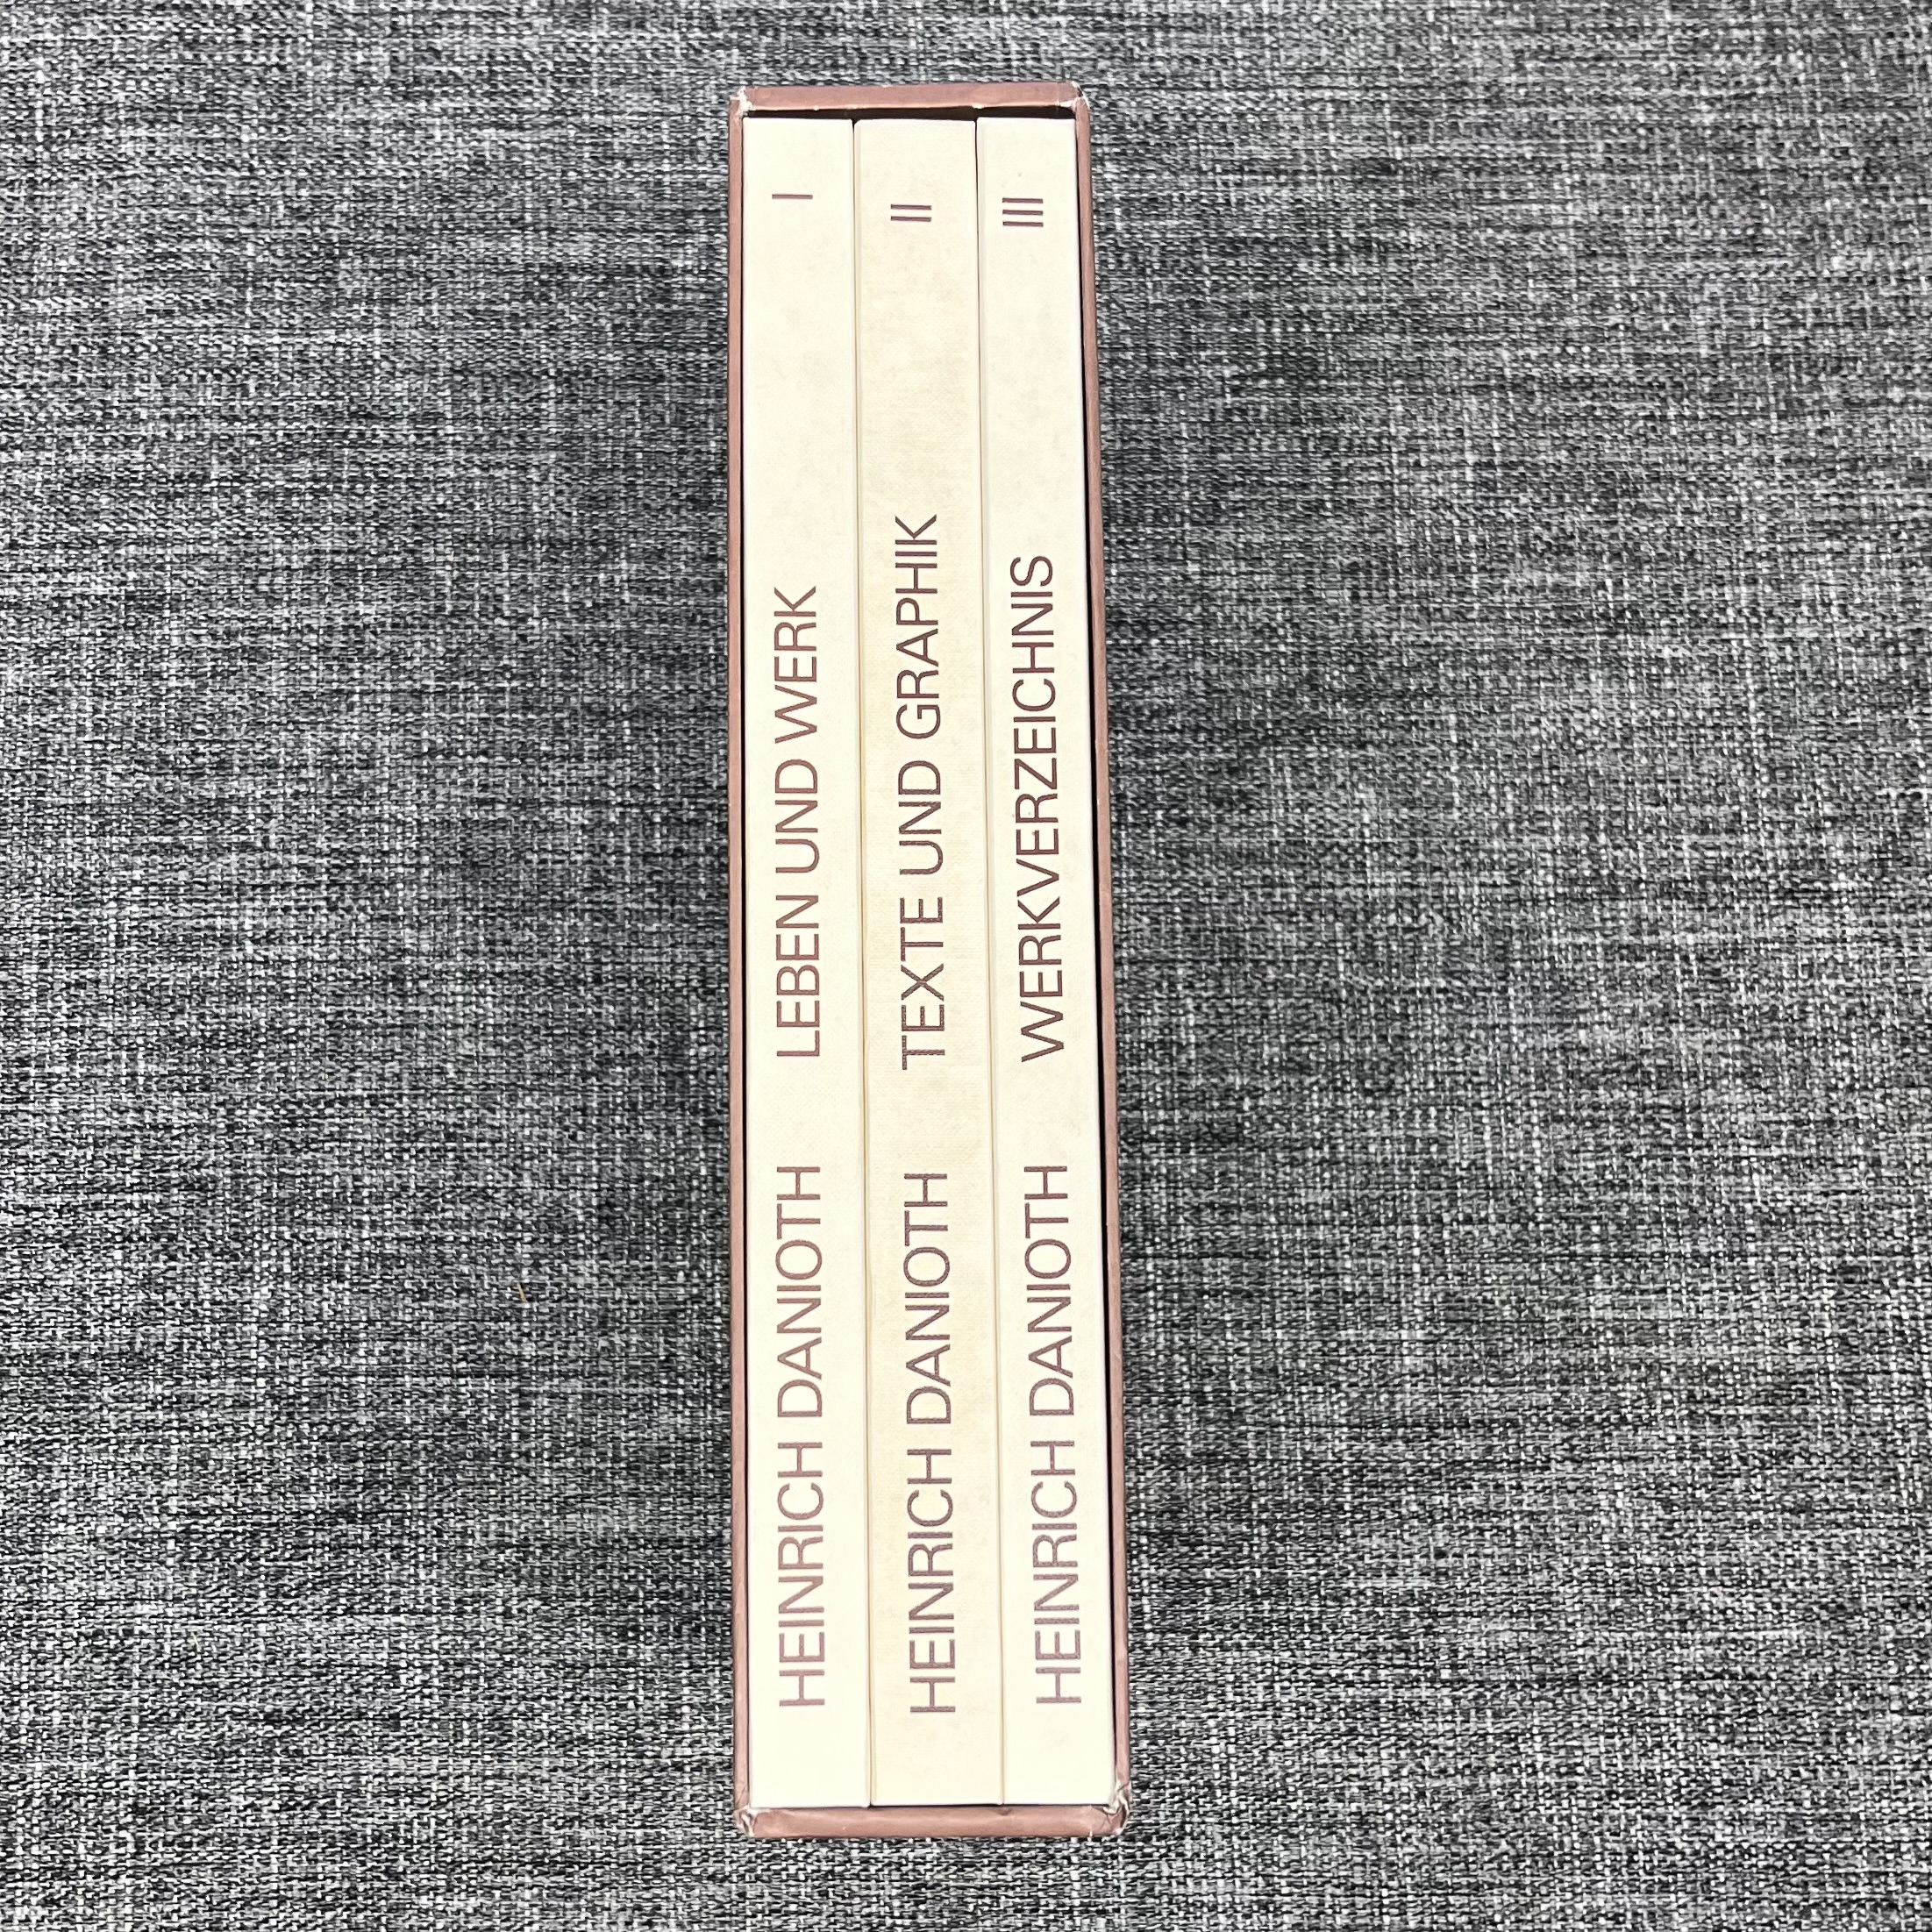 HEINRICH DANIOTH LEBEN UND WERK I
HEINRICH DANIOTH TEXTE UND GRAPHIK II
HEINRICH DANIOTH WERKVERZEICHNIS III